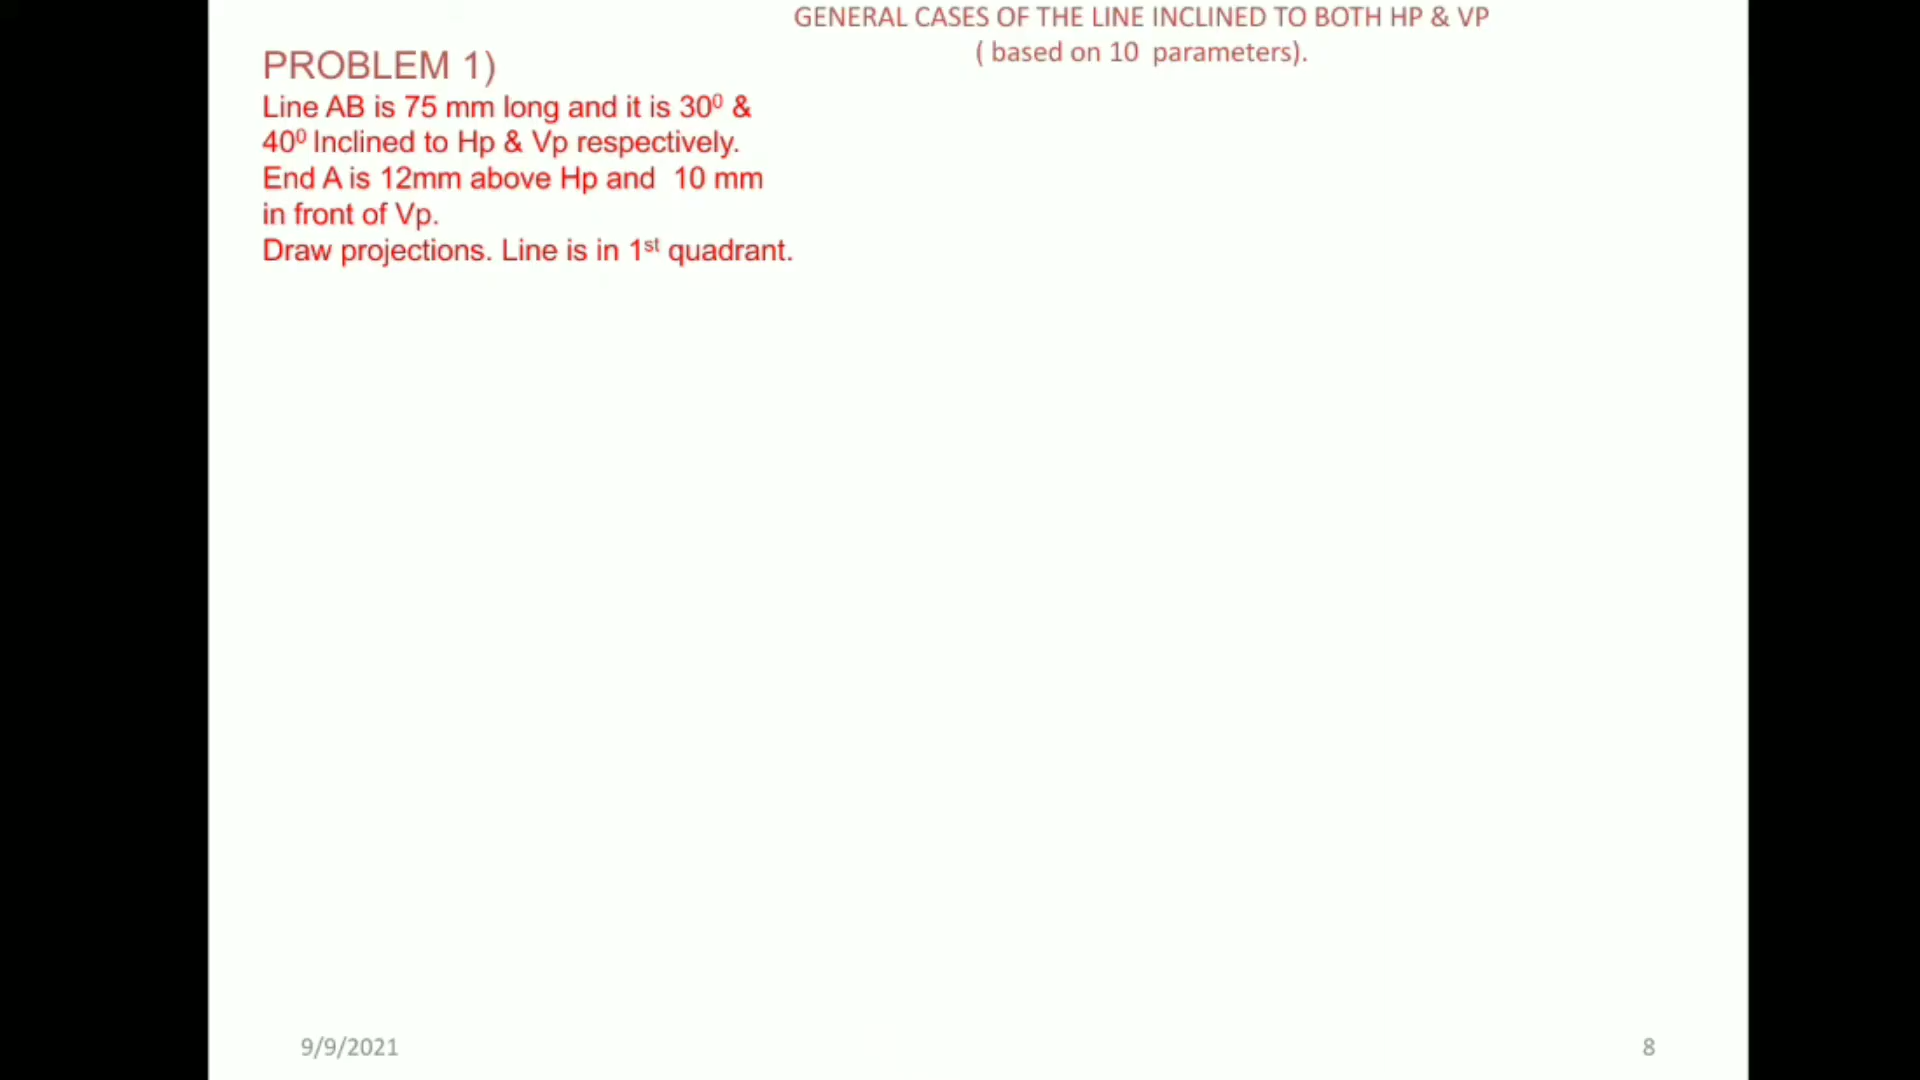 GENERAL CASES OF THE LINE INCLINED TO BOTH HP & VP
( based on 10 parameters).
PROBLEM 1)
Line AB is 75 mm long and it is 30⁰ &
40⁰ Inclined to Hp & Vp respectively.
End A is 12mm above Hp and 10 mm
in front of Vp.
Draw projections. Line is in 1ˢᵗ quadrant.
9/9/2021
8